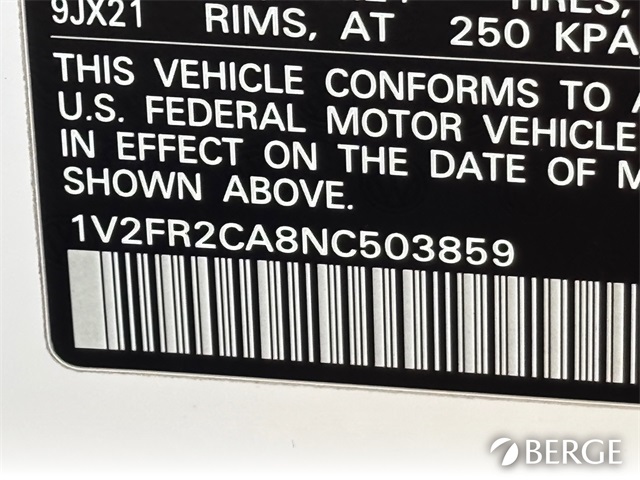 9JX21 RIMS, AT 250 KPA
THIS VEHICLE CONFORMS TO A
U.S. FEDERAL MOTOR VEHICLE
IN EFFECT ON THE DATE OF M
SHOWN ABOVE.
1V2FR2CA8NC503859
BERGE